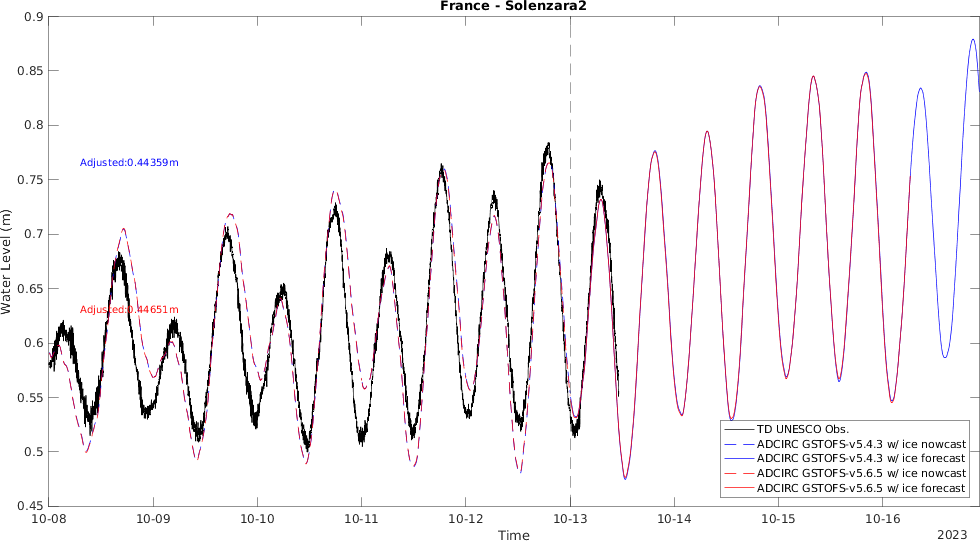 France - Solenzara2
0.9
0.85
0.8
0.75
0.7
0.65
0.6
0.55
0.5
0.45
Water Level (m)
Adjusted:0.44359m
Adjusted:0.44651m
TD UNESCO Obs.
ADCIRC GSTOFS-v5.4.3 w/ ice nowcast
ADCIRC GSTOFS-v5.4.3 w/ ice forecast
ADCIRC GSTOFS-v5.6.5 w/ ice nowcast
ADCIRC GSTOFS-v5.6.5 w/ ice forecast
10-08 10-09 10-10 10-11 10-12 10-13 10-14 10-15 10-16
Time
2023